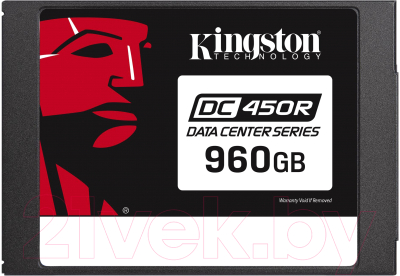 Kingston
TECHNOLOGY
DC 450R
DATA CENTER SERIES
960GB
Warranty Void If Removed
®
21vek.by